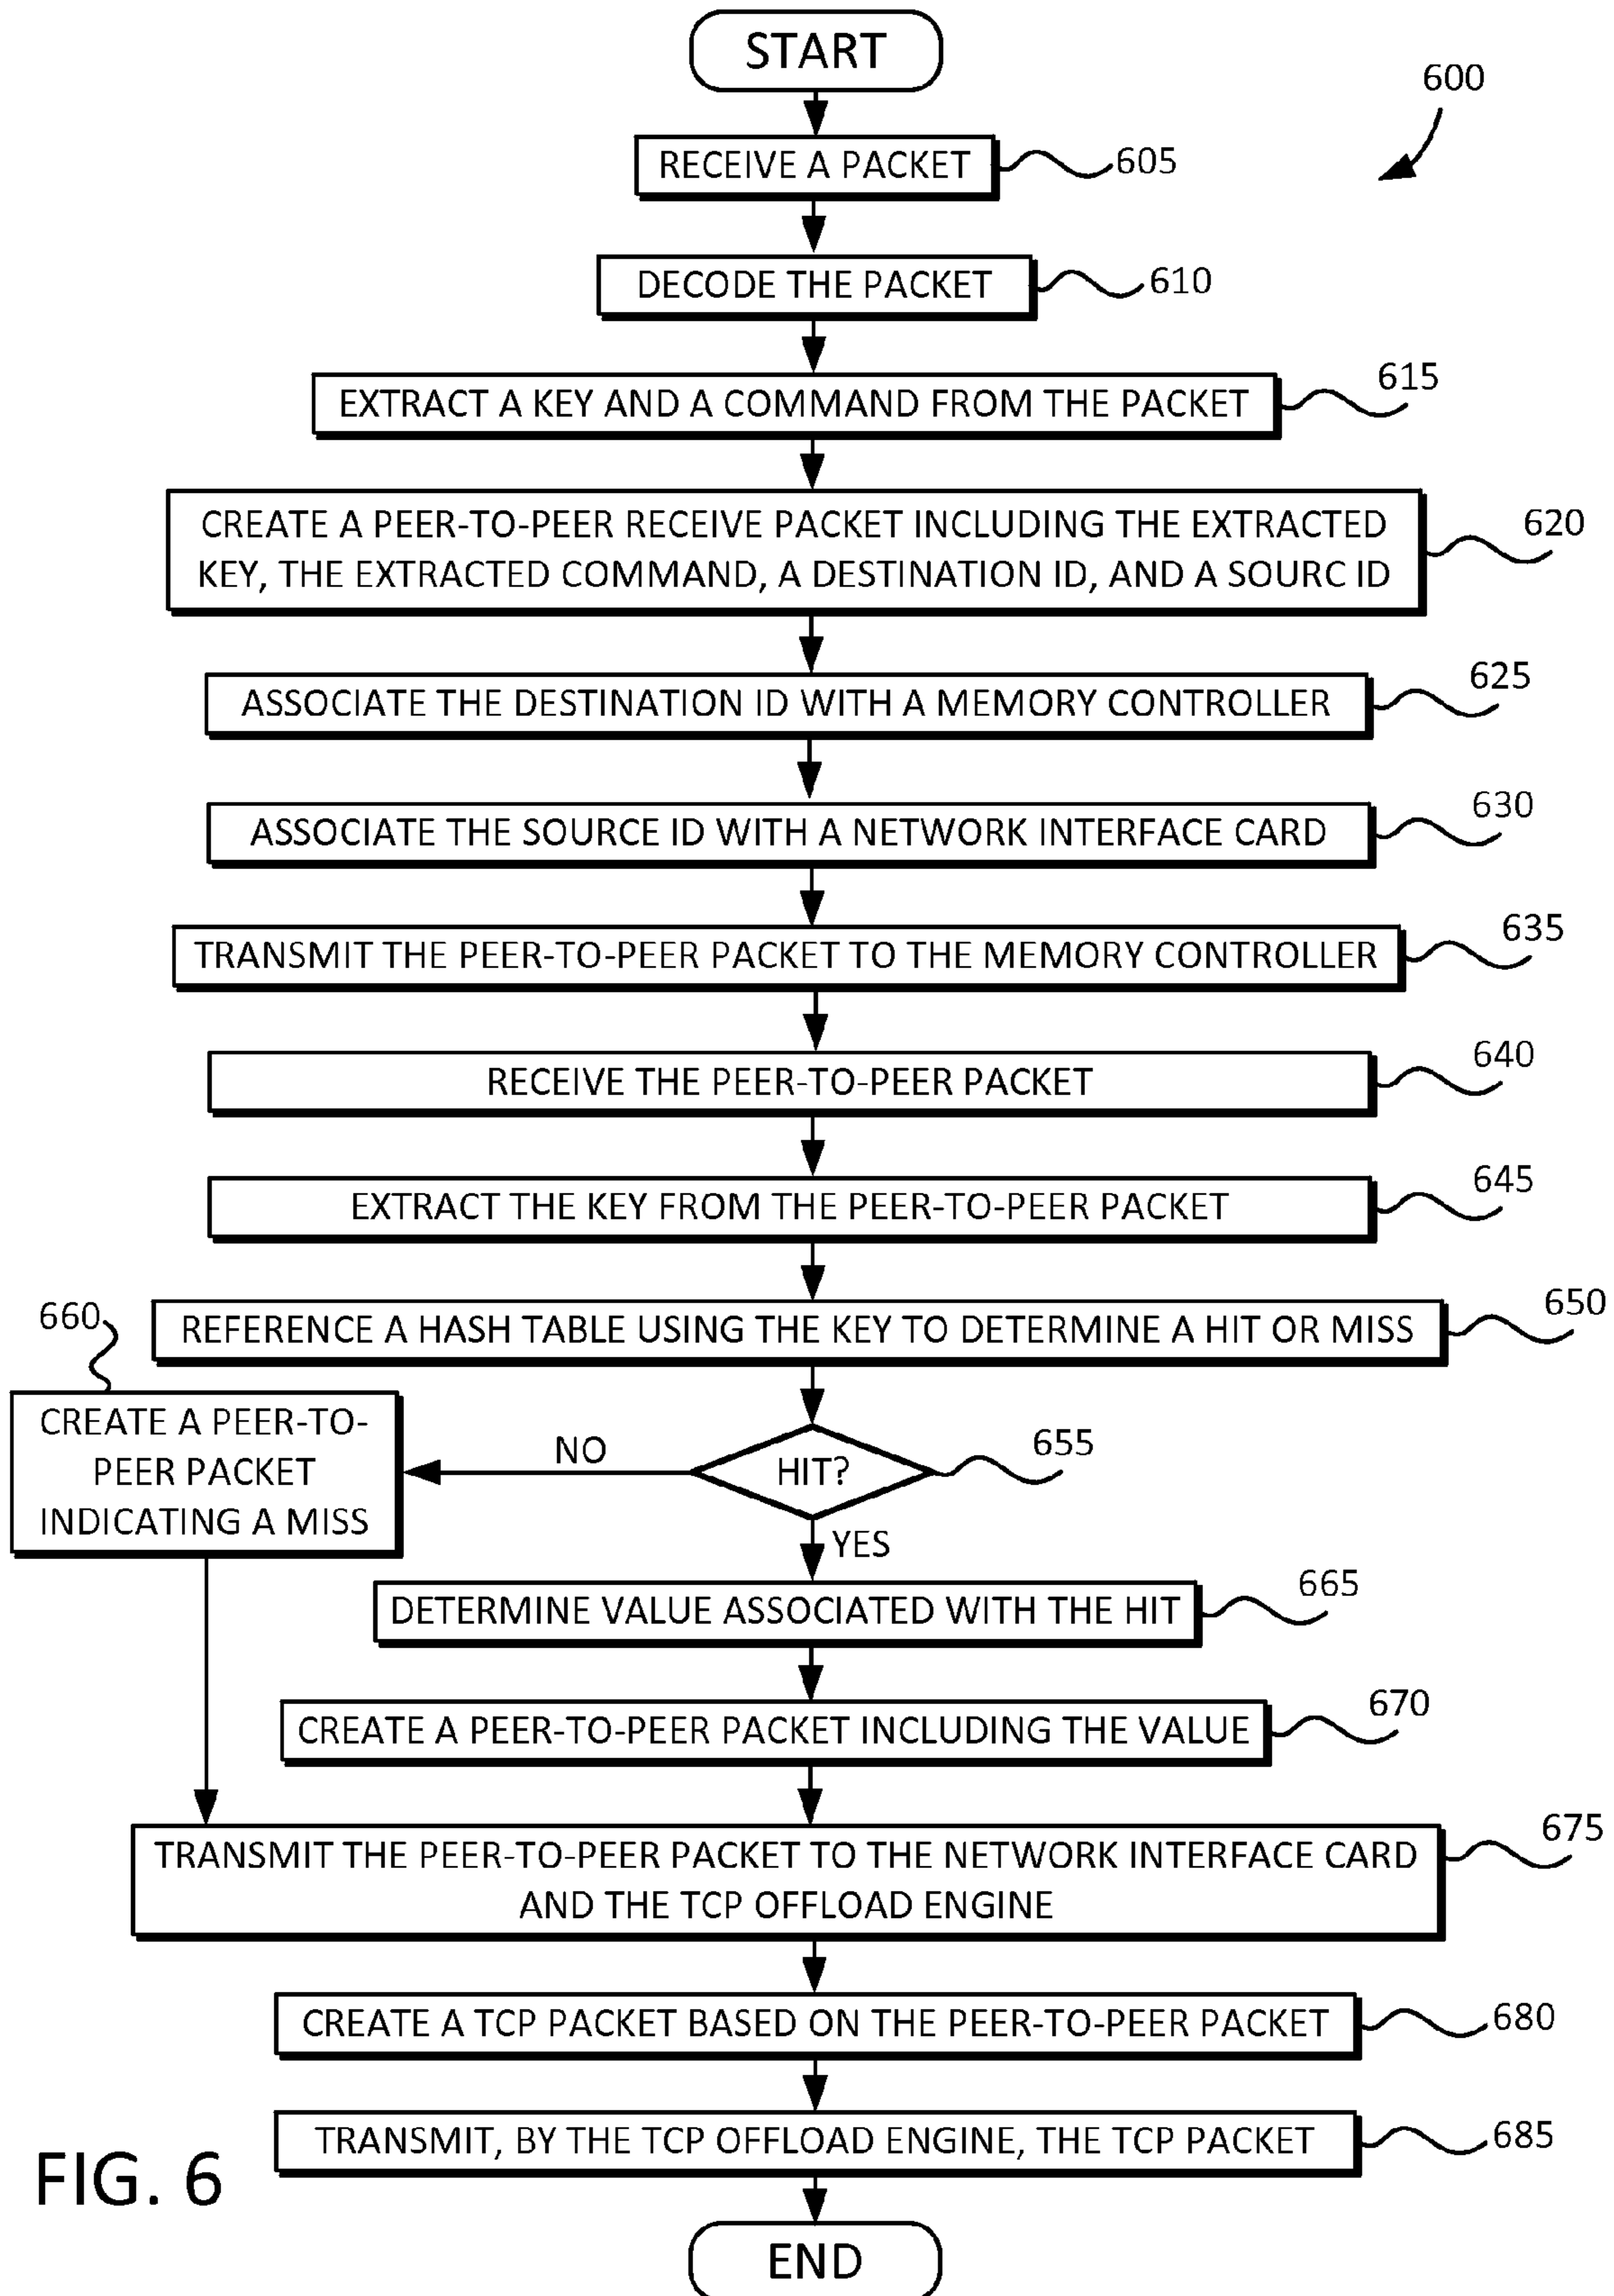 START
600
RECEIVE A PACKET
605
DECODE THE PACKET
610
EXTRACT A KEY AND A COMMAND FROM THE PACKET
615
CREATE A PEER-TO-PEER RECEIVE PACKET INCLUDING THE EXTRACTED
KEY, THE EXTRACTED COMMAND, A DESTINATION ID, AND A SOURC ID
620
ASSOCIATE THE DESTINATION ID WITH A MEMORY CONTROLLER
625
ASSOCIATE THE SOURCE ID WITH A NETWORK INTERFACE CARD
630
TRANSMIT THE PEER-TO-PEER PACKET TO THE MEMORY CONTROLLER
635
RECEIVE THE PEER-TO-PEER PACKET
640
EXTRACT THE KEY FROM THE PEER-TO-PEER PACKET
645
REFERENCE A HASH TABLE USING THE KEY TO DETERMINE A HIT OR MISS
650
660
CREATE A PEER-TO-
PEER PACKET
INDICATING A MISS
NO
HIT?
655
YES
DETERMINE VALUE ASSOCIATED WITH THE HIT
665
CREATE A PEER-TO-PEER PACKET INCLUDING THE VALUE
670
TRANSMIT THE PEER-TO-PEER PACKET TO THE NETWORK INTERFACE CARD
AND THE TCP OFFLOAD ENGINE
675
CREATE A TCP PACKET BASED ON THE PEER-TO-PEER PACKET
680
TRANSMIT, BY THE TCP OFFLOAD ENGINE, THE TCP PACKET
685
FIG. 6
END